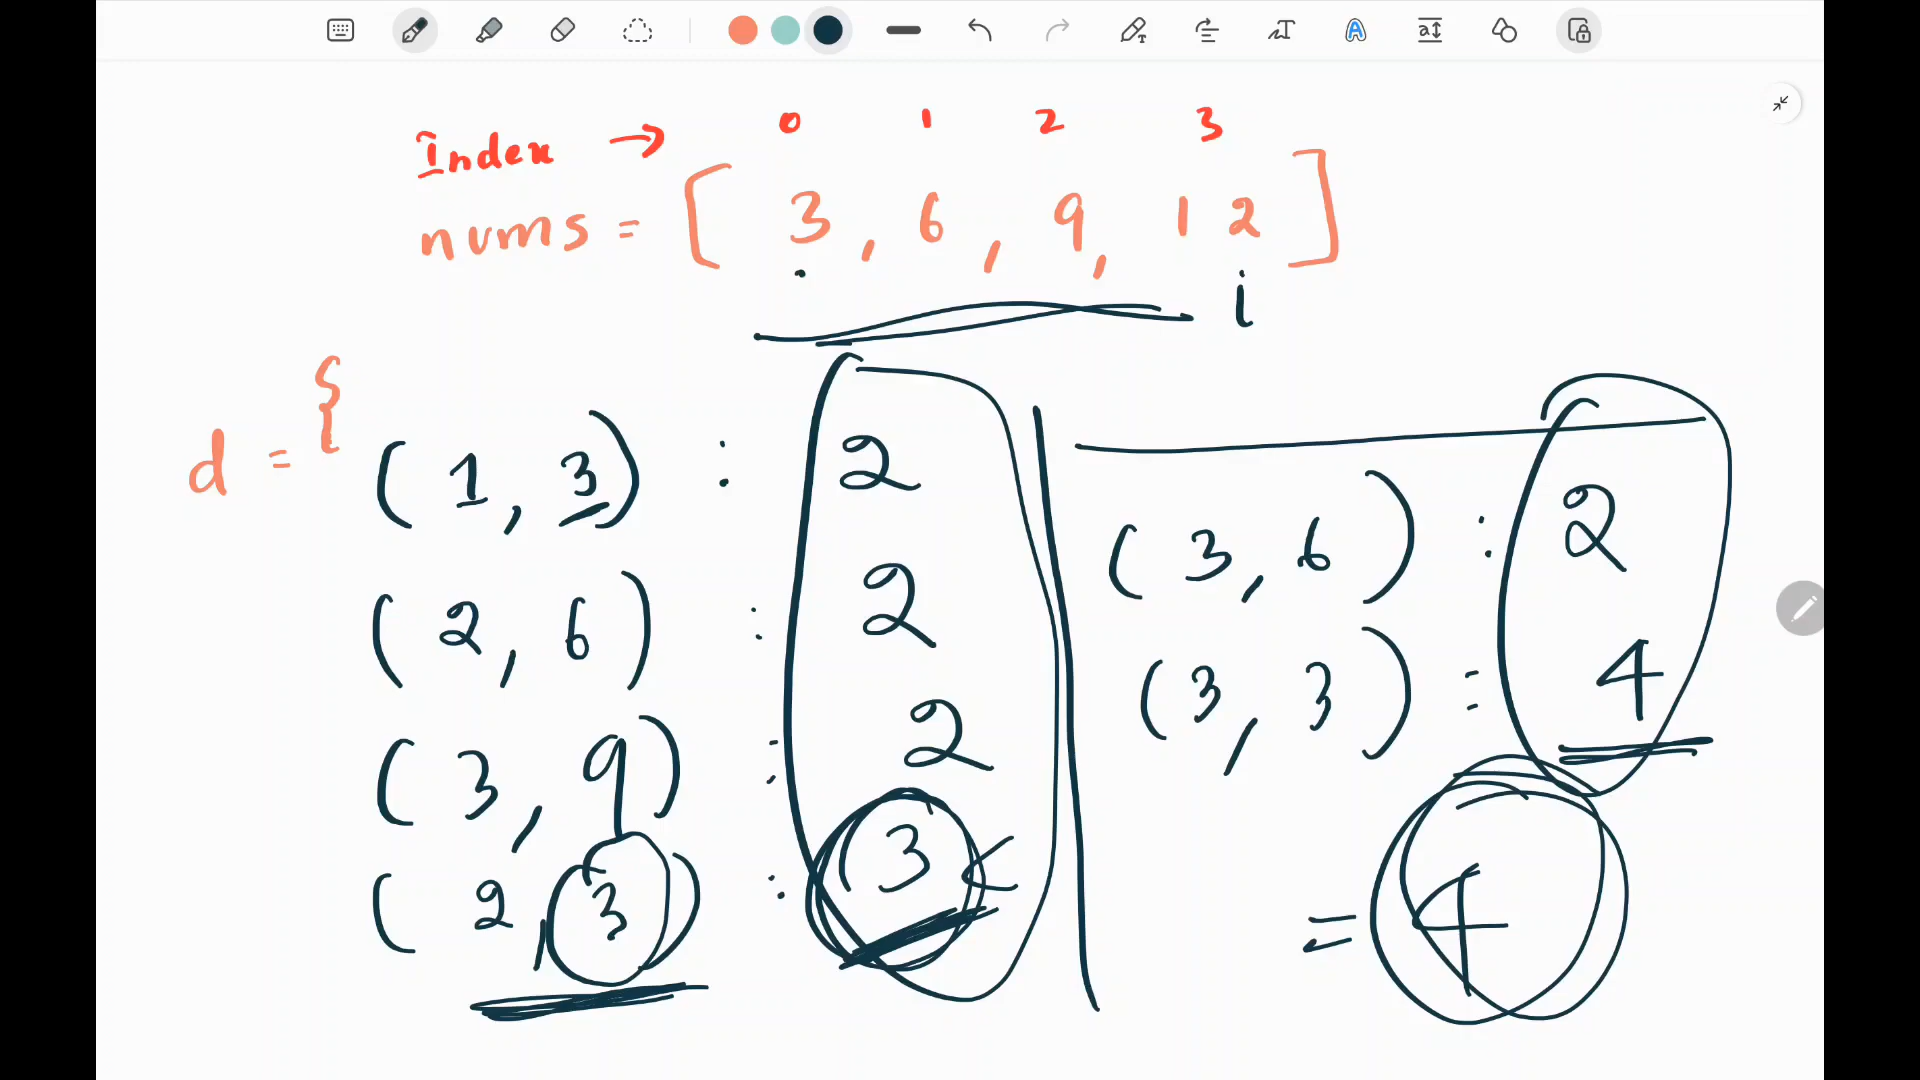 0 1 2 3
Index →
nums = [ 3 , 6 , 9 , 12 ]
i
d = {
( 1 , 3 ) : 2
( 2 , 6 ) : 2
( 3 , 9 ) : 2
( 2 , 3 ) : 3 <
( 3 , 6 ) : 2
( 3 , 3 ) = 4
= 4